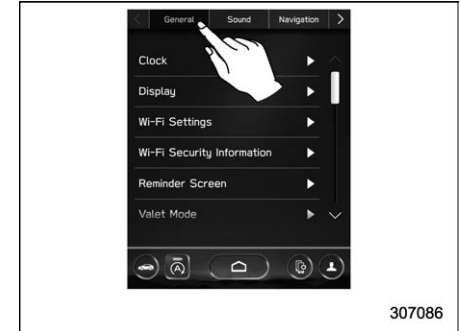 General Sound Navigation
Clock
Display
Wi-Fi Settings
Wi-Fi Security Information
Reminder Screen
Valet Mode
A
307086